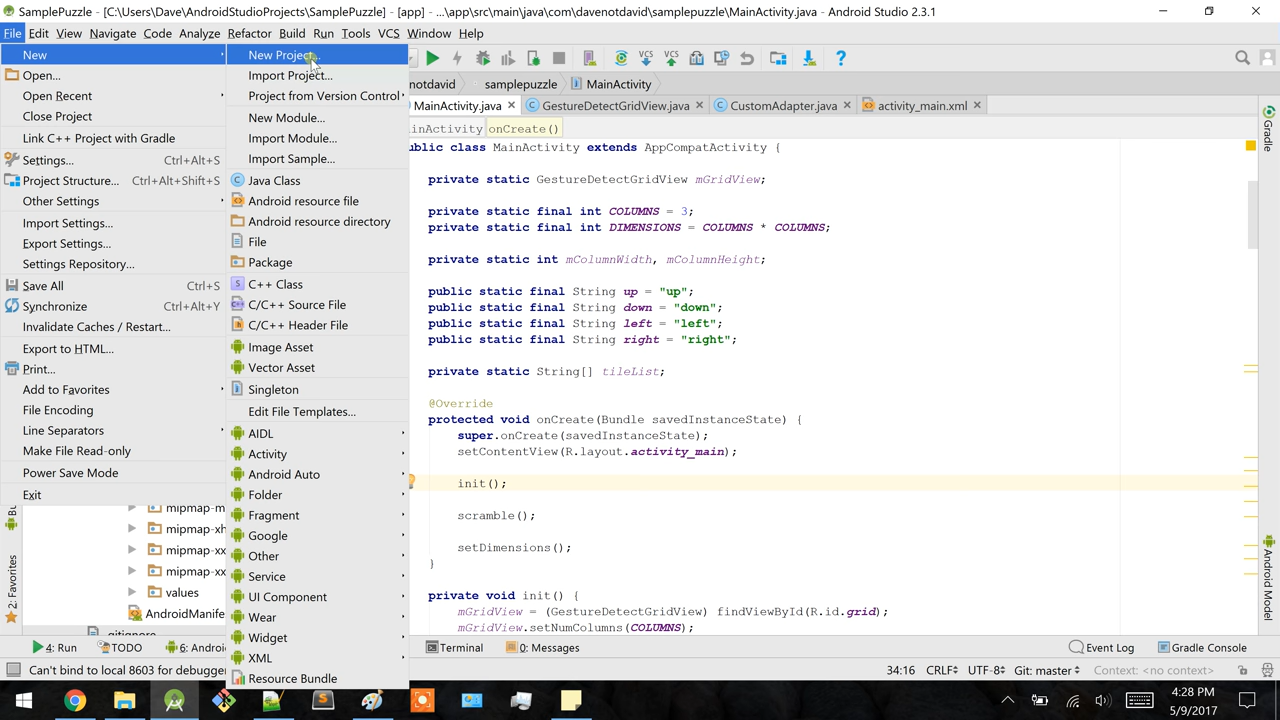 SamplePuzzle - [C:\Users\Dave\AndroidStudioProjects\SamplePuzzle] - [app] - ...\app\src\main\java\com\davenotdavid\samplepuzzle\MainActivity.java - Android Studio 2.3.1
File Edit View Navigate Code Analyze Refactor Build Run Tools VCS Window Help
New
Open...
Open Recent
Close Project
Link C++ Project with Gradle
Settings... Ctrl+Alt+S
Project Structure... Ctrl+Alt+Shift+S
Other Settings
Import Settings...
Export Settings...
Settings Repository...
Save All Ctrl+S
Synchronize Ctrl+Alt+Y
Invalidate Caches / Restart...
Export to HTML...
Print...
Add to Favorites
File Encoding
Line Separators
Make File Read-only
Power Save Mode
Exit
New Project...
Import Project...
Project from Version Control
New Module...
Import Module...
Import Sample...
Java Class
Android resource file
Android resource directory
File
Package
C++ Class
C/C++ Source File
C/C++ Header File
Image Asset
Vector Asset
Singleton
Edit File Templates...
AIDL
Activity
Android Auto
Folder
Fragment
Google
Other
Service
UI Component
Wear
Widget
XML
Resource Bundle
VCS VCS
notdavid samplepuzzle MainActivity
MainActivity.java GestureDetectGridView.java CustomAdapter.java activity_main.xml
inActivity onCreate()
ublic class MainActivity extends AppCompatActivity {
private static GestureDetectGridView mGridView;
private static final int COLUMNS = 3;
private static final int DIMENSIONS = COLUMNS * COLUMNS;
private static int mColumnWidth, mColumnHeight;
public static final String up = "up";
public static final String down = "down";
public static final String left = "left";
public static final String right = "right";
private static String[] tileList;
@Override
protected void onCreate(Bundle savedInstanceState) {
super.onCreate(savedInstanceState);
setContentView(R.layout.activity_main);
init();
scramble();
setDimensions();
}
private void init() {
mGridView = (GestureDetectGridView) findViewById(R.id.grid);
mGridView.setNumColumns(COLUMNS);
mipmap-m
mipmap-xh
mipmap-xx
mipmap-xx
values
AndroidManife
.gitignore
Bu
2: Favorites
Gradle
Android Model
4: Run TODO 6: Androi Terminal 0: Messages Event Log Gradle Console
Can't bind to local 8603 for debugger 34:16 CRLF UTF-8 Git: master Context: <no context>
4:28 PM
5/9/2017